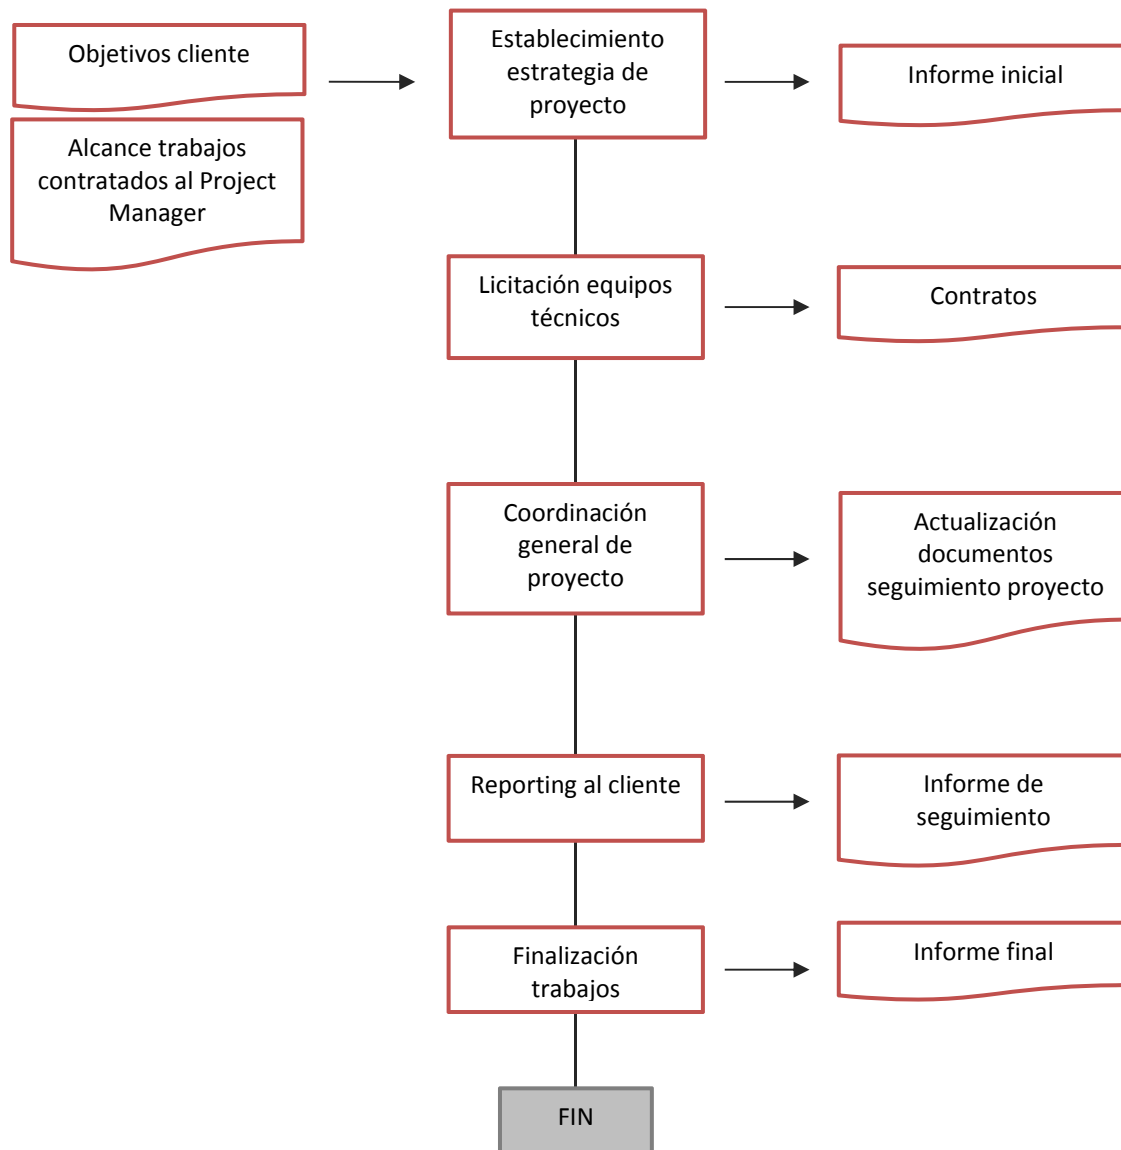 Objetivos cliente
Establecimiento
estrategia de
proyecto
Informe inicial
Alcance trabajos
contratados al Project
Manager
Licitación equipos
técnicos
Contratos
Coordinación
general de
proyecto
Actualización
documentos
seguimiento proyecto
Reporting al cliente
Informe de
seguimiento
Finalización
trabajos
Informe final
FIN